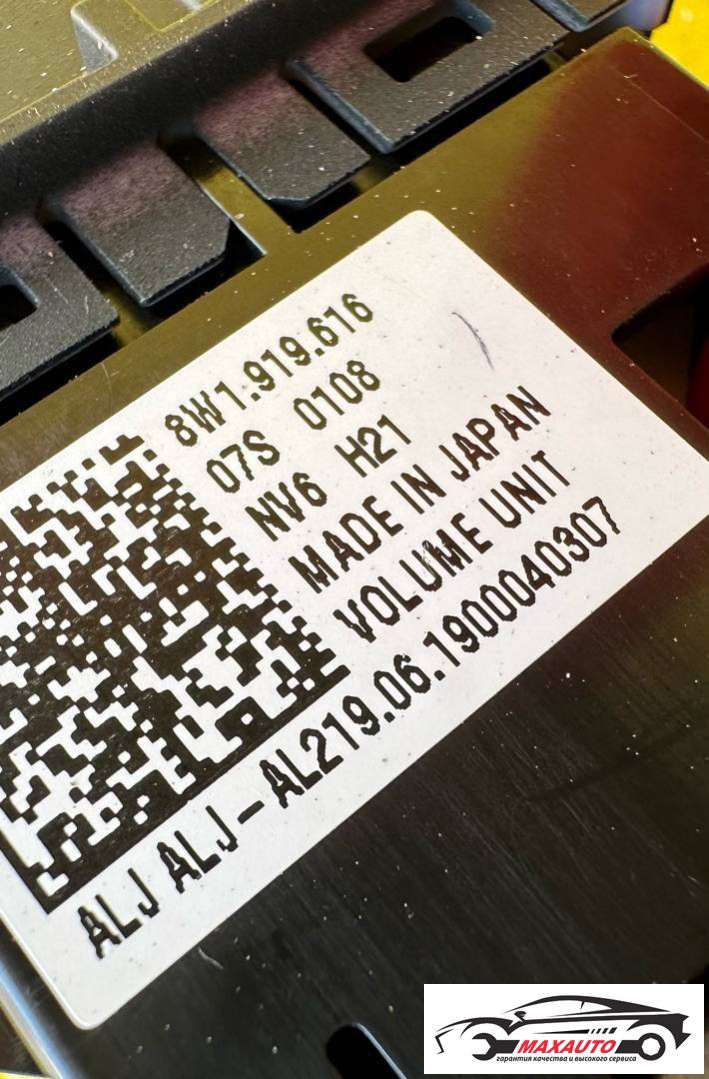 8W1.919.616
07S 0108
NV6 H21
MADE IN JAPAN
VOLUME UNIT
ALJ ALJ-AL219.06.1900040307
MAXAUTO
гарантия качества и высокого сервиса